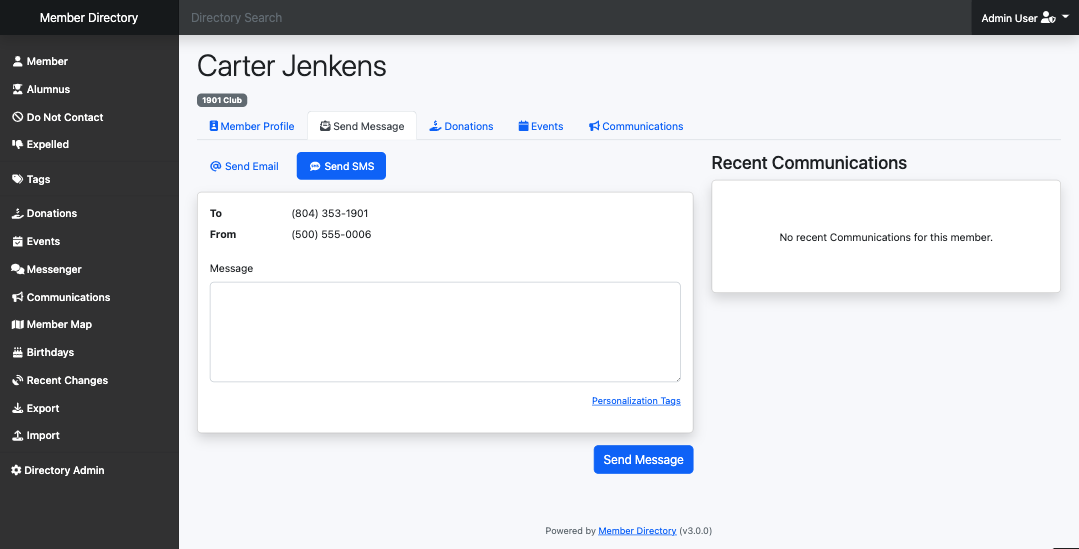 Member Directory
Directory Search
Admin User
Member
Alumnus
Do Not Contact
Expelled
Tags
Donations
Events
Messenger
Communications
Member Map
Birthdays
Recent Changes
Export
Import
Directory Admin
Carter Jenkens
1901 Club
Member Profile
Send Message
Donations
Events
Communications
Send Email
Send SMS
To (804) 353-1901
From (500) 555-0006
Message
Personalization Tags
Send Message
Recent Communications
No recent Communications for this member.
Powered by Member Directory (v3.0.0)